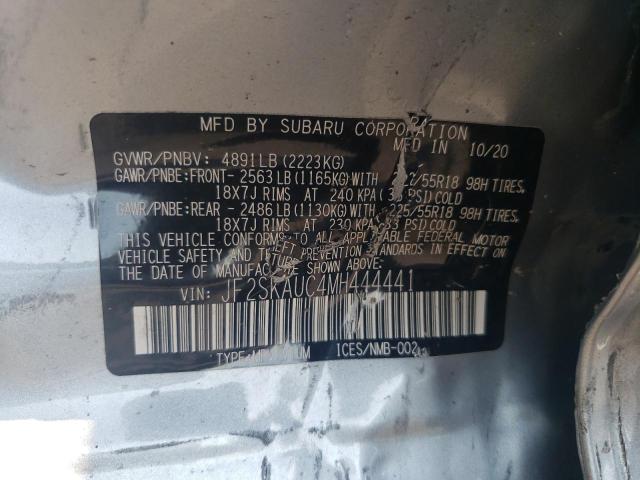 MFD BY SUBARU CORPORATION
MFD IN 10/20
GVWR/PNBV: 4891LB (2223KG)
GAWR/PNBE:FRONT- 2563LB (1165KG)WITH /55R18 98H TIRES,
18X7J RIMS AT 240 KPA ( PSI) COLD
GAWR/PNBE:REAR - 2486LB (1130KG)WITH 225/55R18 98H TIRES,
18X7J RIMS AT 230 KPA PSI) COLD
THIS VEHICLE CONFORMS TO ALL APPLICABLE FEDERAL MOTOR
VEHICLE SAFETY AND THEFT PREVENTION STANDARDS IN EFFECT ON
THE DATE OF MANUFACTURE SHOWN ABOVE.
VIN: JF2SKAUC4MH444441
TYPE: ICES/NMB-002